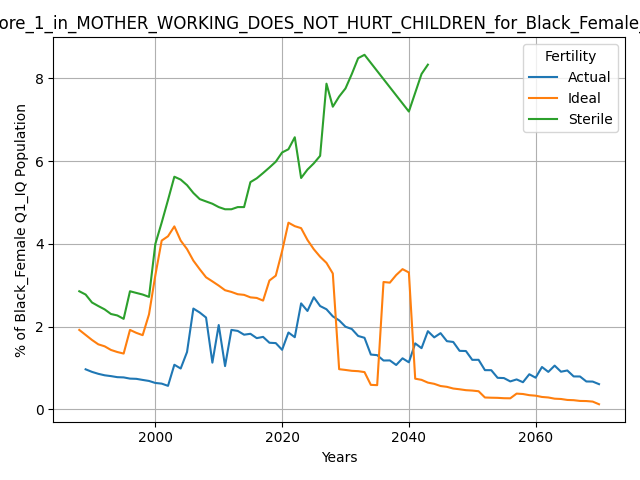 ore_1_in_MOTHER_WORKING_DOES_NOT_HURT_CHILDREN_for_Black_Female_
Fertility
Actual
Ideal
Sterile
% of Black_Female Q1_IQ Population
8
6
4
2
0
2000 2020 2040 2060
Years